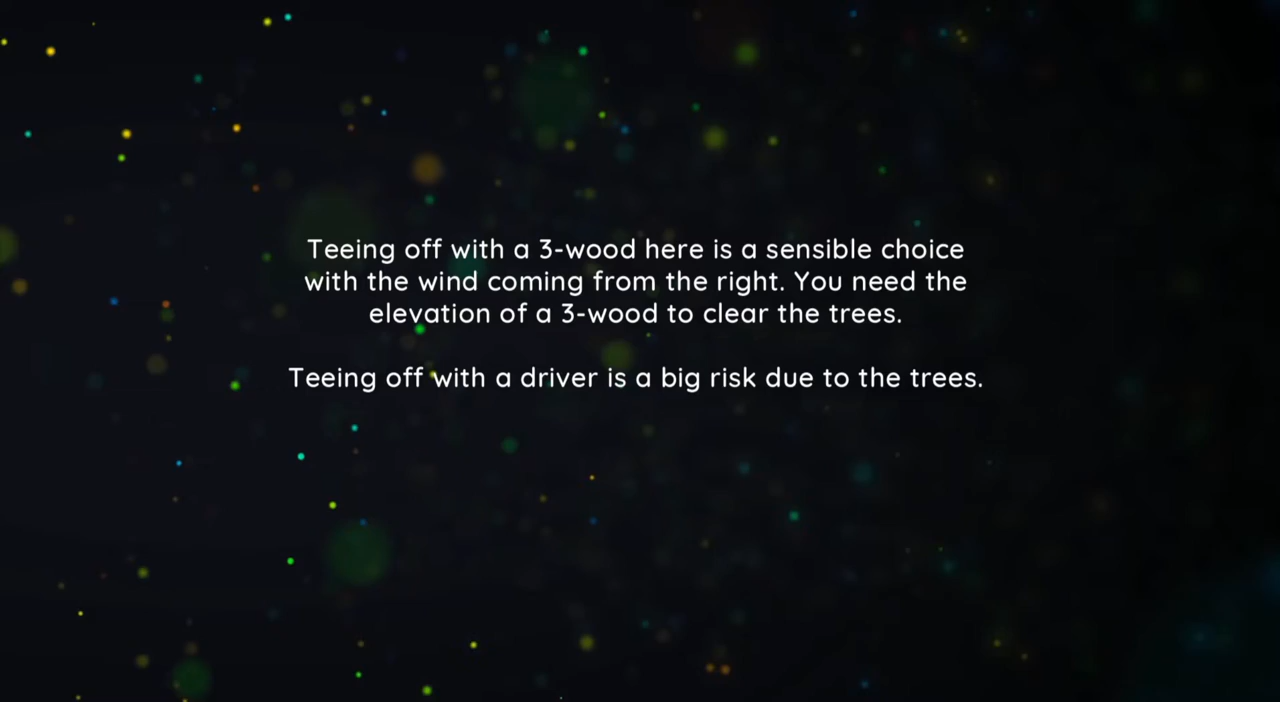 Teeing off with a 3-wood here is a sensible choice
with the wind coming from the right. You need the
elevation of a 3-wood to clear the trees.
Teeing off with a driver is a big risk due to the trees.